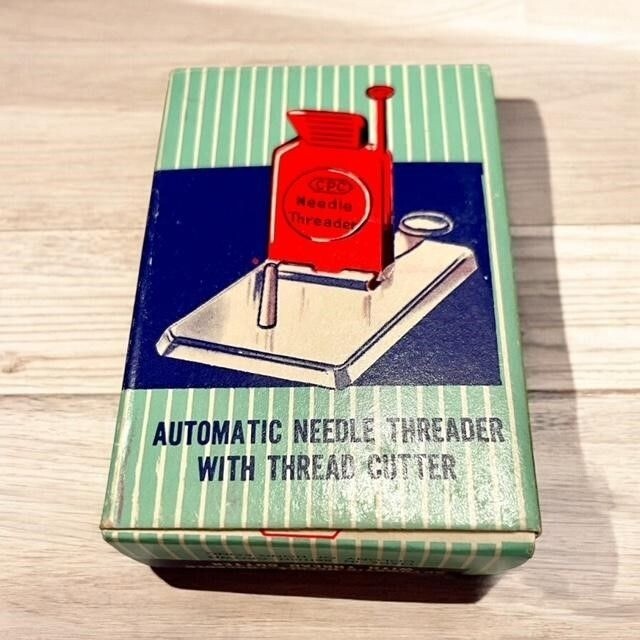 CPC
Needle
Threader
AUTOMATIC NEEDLE THREADER
WITH THREAD CUTTER